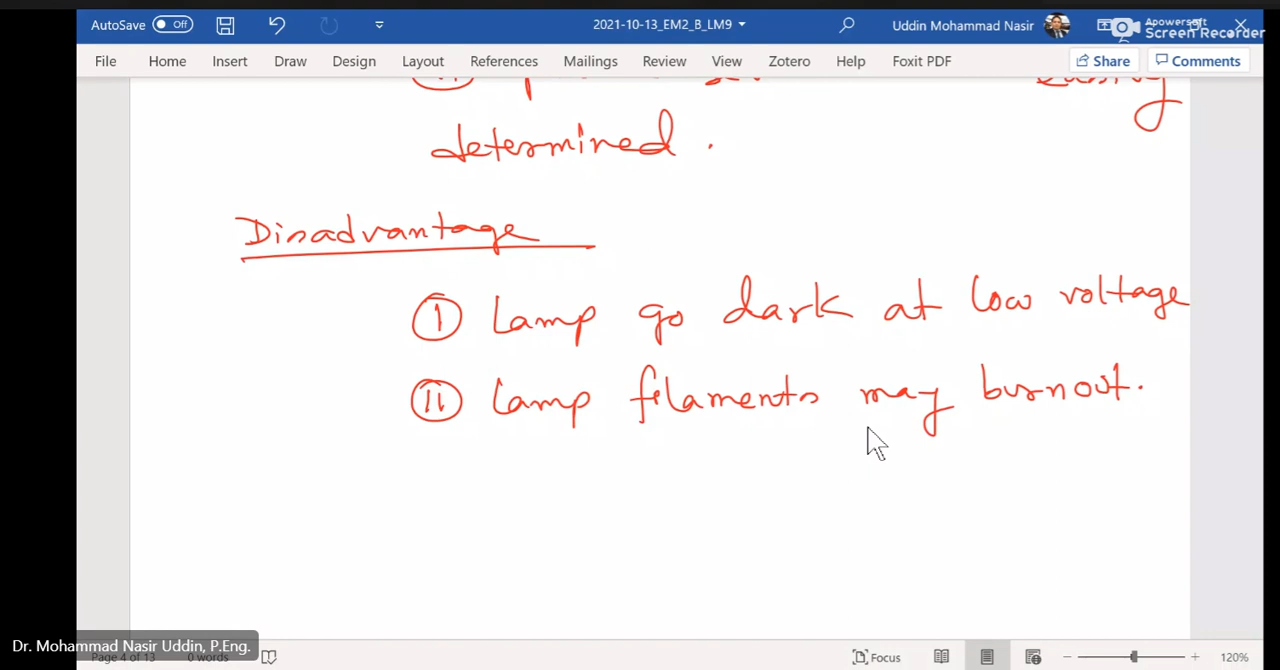 AutoSave Off 2021-10-13_EM2_B_LM9 Uddin Mohammad Nasir Apowersoft
Screen Recorder
File Home Insert Draw Design Layout References Mailings Review View Zotero Help Foxit PDF Share Comments
determined.
Disadvantage
I Lamp go dark at low voltage
II Lamp filaments may burnout.
Dr. Mohammad Nasir Uddin, P.Eng.
Page 4 of 13 0 words Focus 120%